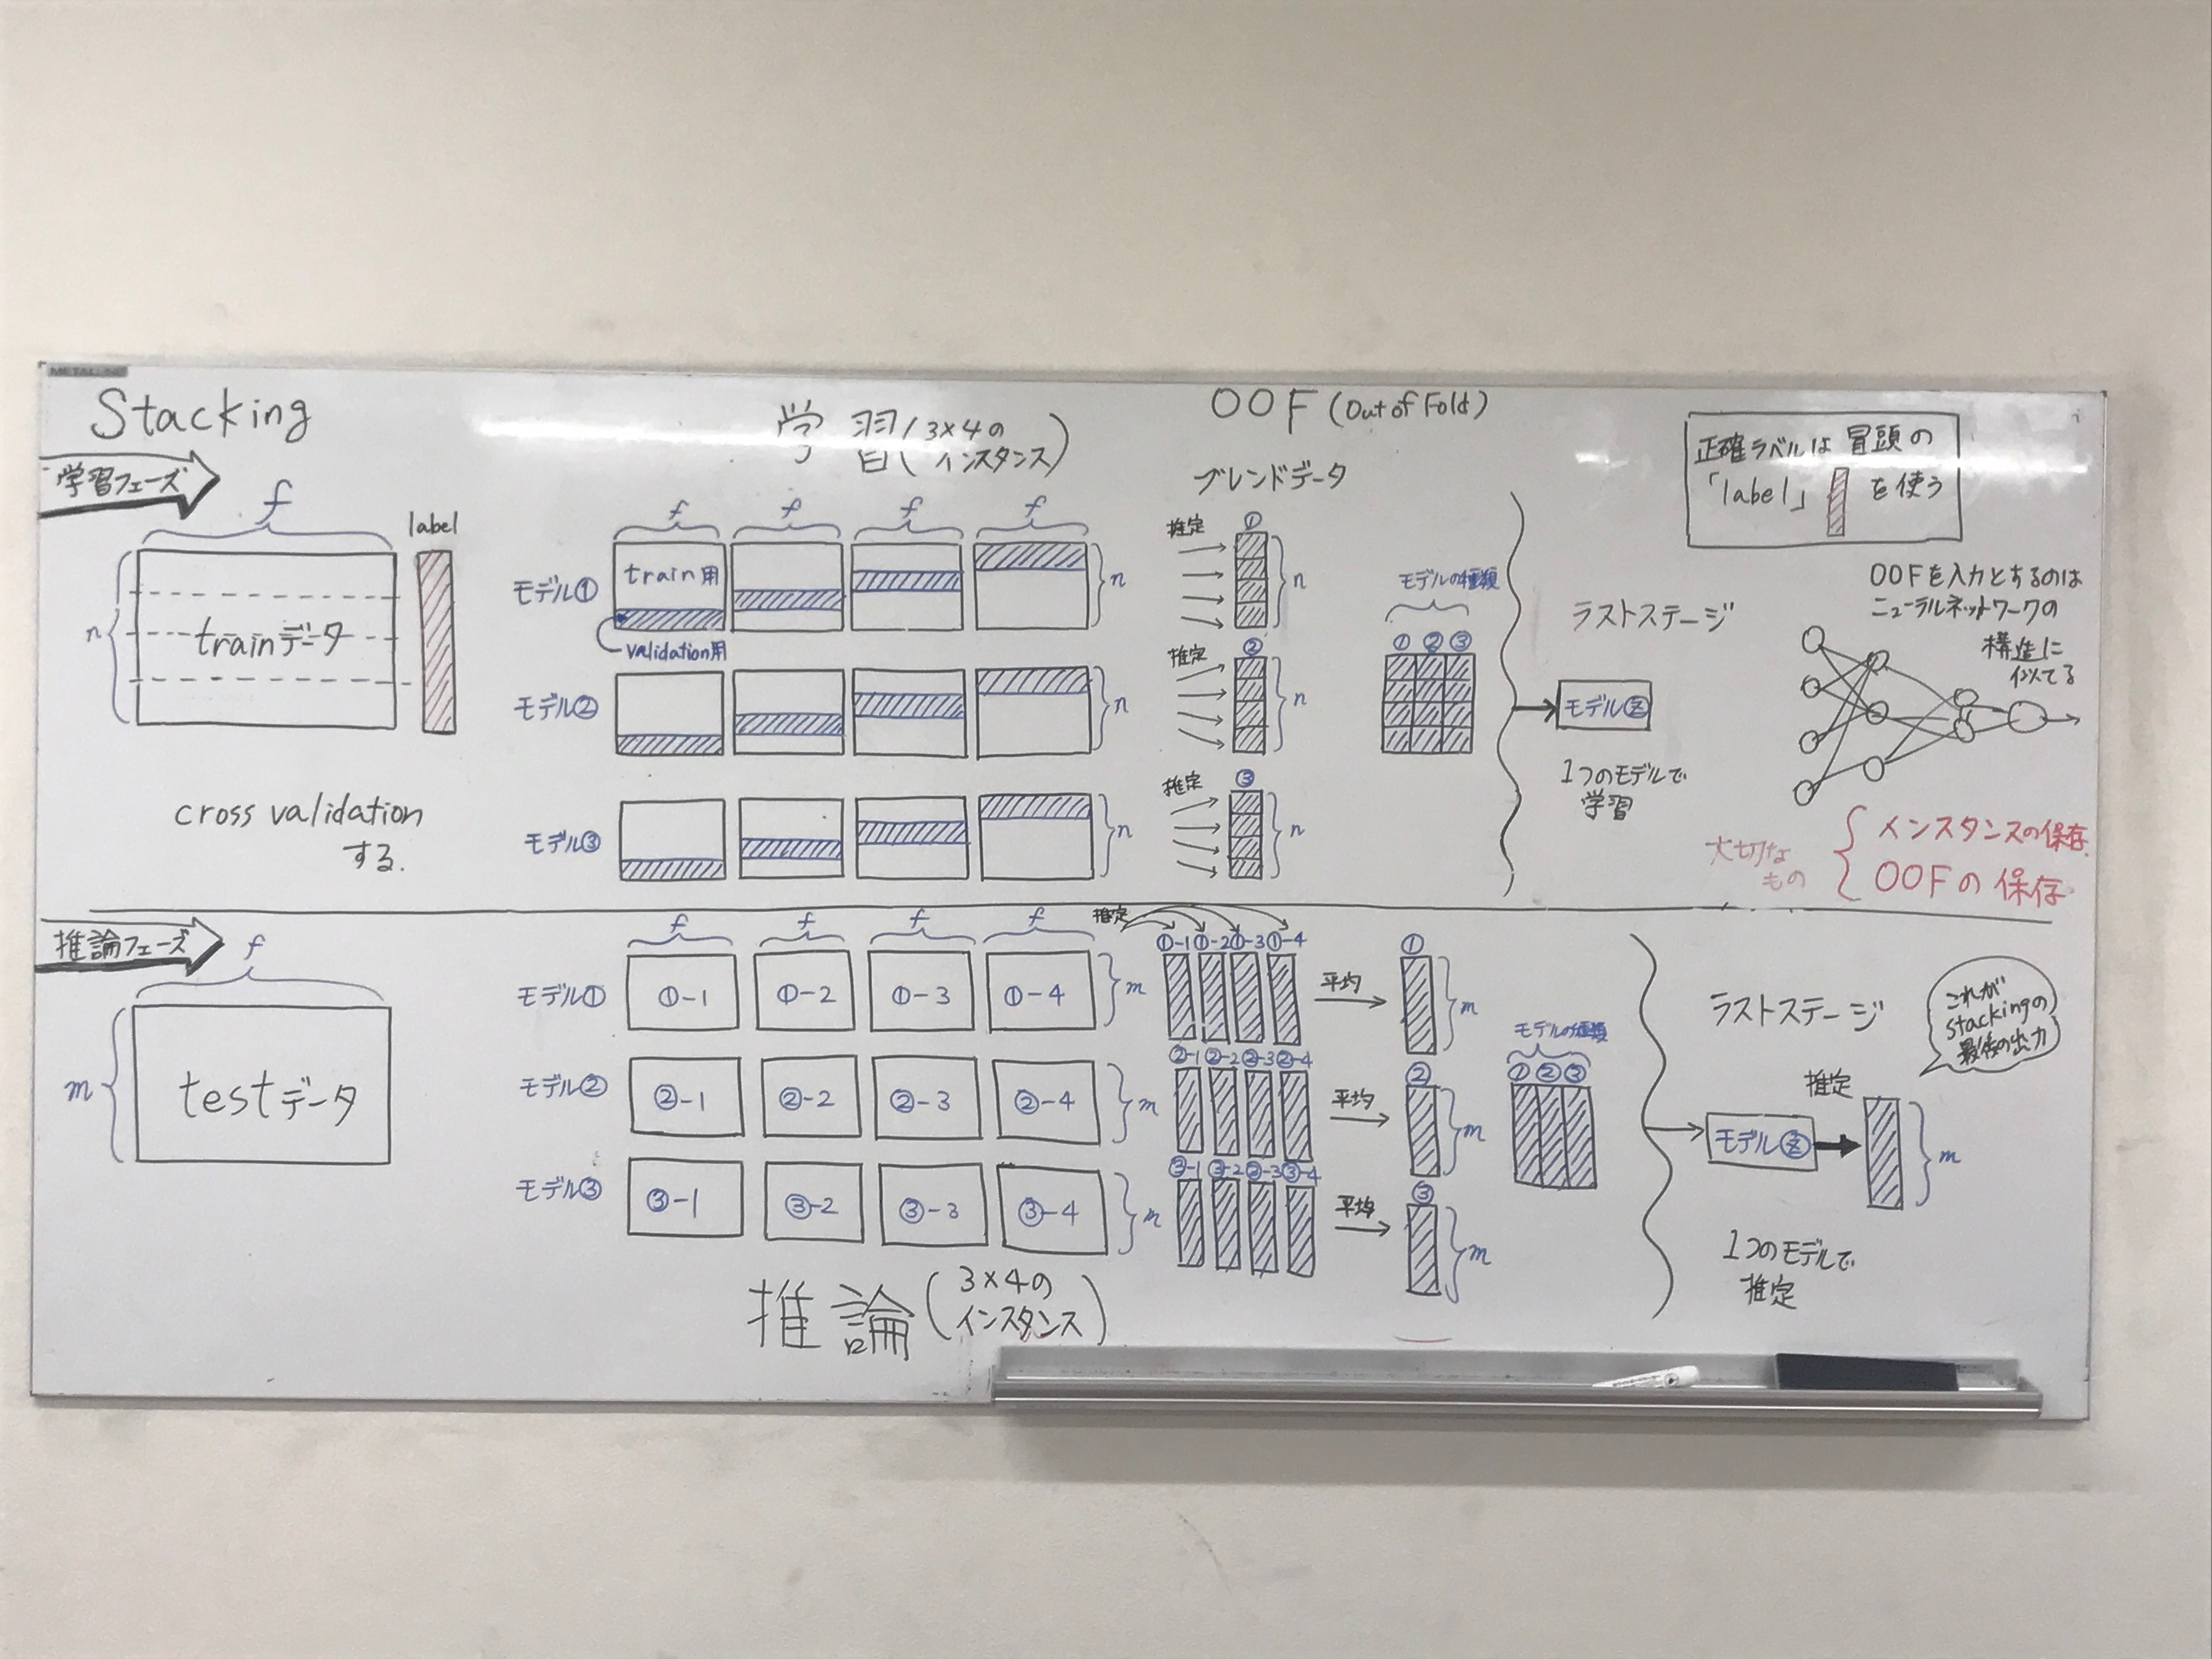 METALLINE
Stacking
学習フェーズ
f
label
n
trainデータ
cross validation
する.
学習(3×4の
インスタンス)
f f f f
モデル①
train用
validation用
n
モデル②
n
モデル③
n
OOF (Out of Fold)
ブレンドデータ
推定
①
n
推定
②
n
推定
③
n
モデルの種類
① ② ③
ラストステージ
モデル
1つのモデルで
学習
正確ラベルは冒頭の
「label」 を使う
OOFを入力とするのは
ニューラルネットワークの
構造に
似てる
大切な
もの
インスタンスの保存.
OOFの保存.
推論フェーズ
f
m
testデータ
f f f f
モデル①
①-1 ①-2 ①-3 ①-4
m
モデル②
②-1 ②-2 ②-3 ②-4
m
モデル③
③-1 ③-2 ③-3 ③-4
m
推論(3×4の
インスタンス)
推定
①-1 ①-2 ①-3 ①-4
平均
①
m
②-1 ②-2 ②-3 ②-4
平均
②
m
③-1 ③-2 ③-3 ③-4
平均
③
m
モデルの種類
① ② ③
ラストステージ
モデル
推定
m
1つのモデルで
推定
これが
stackingの
最後の出力